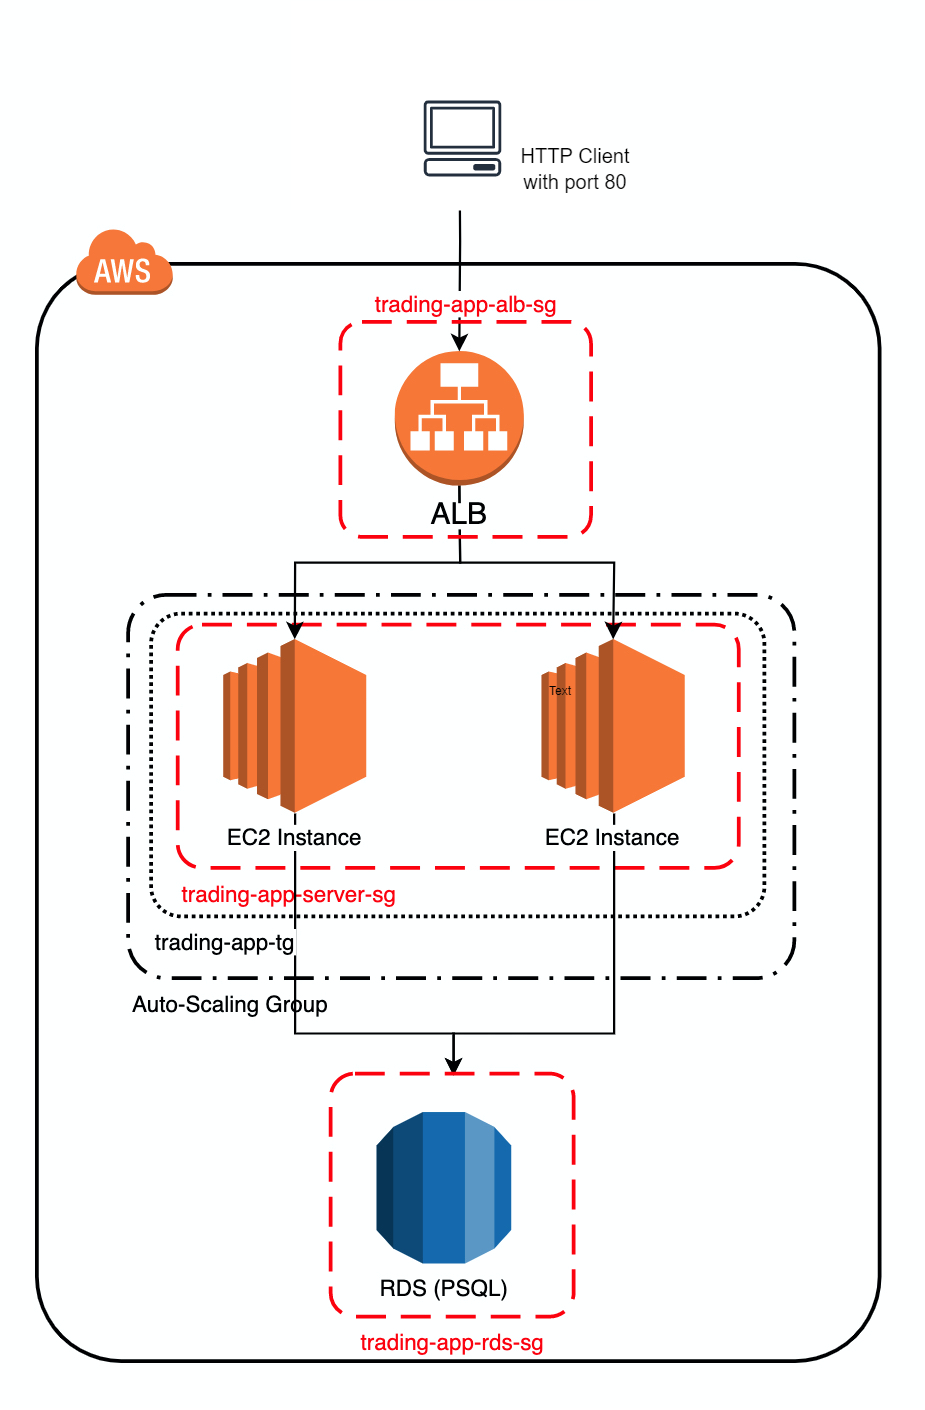 HTTP Client
with port 80
AWS
trading-app-alb-sg
ALB
Text
EC2 Instance
EC2 Instance
trading-app-server-sg
trading-app-tg
Auto-Scaling Group
RDS (PSQL)
trading-app-rds-sg